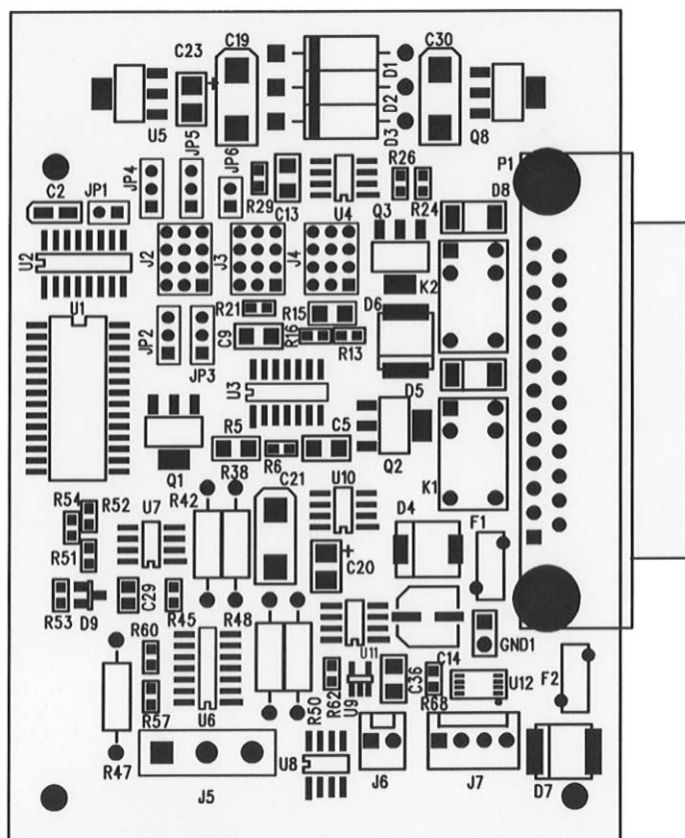 C23
C19
C30
D1
D2
D3
U5
Q8
JP5
JP4
JP6
R29
C13
U4
R26
R24
P1
D8
C2
JP1
Q3
U2
J2
J3
J4
K2
U1
R21
R15
D6
JP2
JP3
C9
R16
R13
U3
D5
R5
C5
R6
Q1
Q2
K1
R38
R42
C21
U10
R54
R52
U7
D4
F1
R51
+
C20
R53
D9
C29
R45
R48
U11
GND1
R60
C14
F2
R57
U6
R50
R62
U9
C36
R68
U12
R47
U8
J5
J6
J7
D7